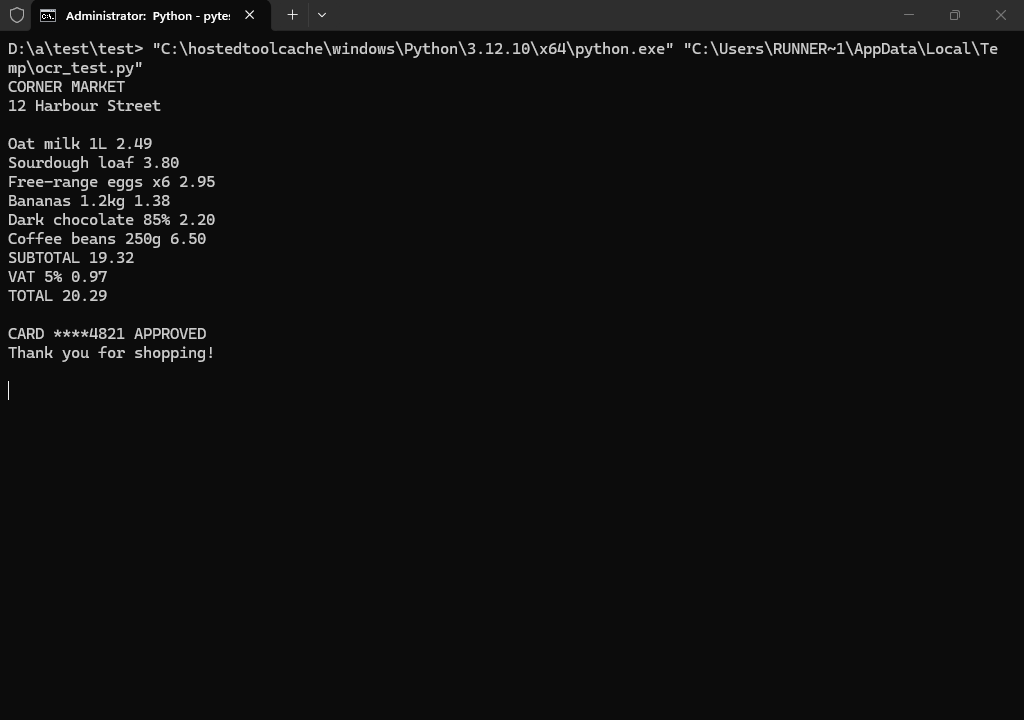 Administrator: Python - pytes
D:\a\test\test> "C:\hostedtoolcache\windows\Python\3.12.10\x64\python.exe" "C:\Users\RUNNER~1\AppData\Local\Te
mp\ocr_test.py"
CORNER MARKET
12 Harbour Street
Oat milk 1L 2.49
Sourdough loaf 3.80
Free-range eggs x6 2.95
Bananas 1.2kg 1.38
Dark chocolate 85% 2.20
Coffee beans 250g 6.50
SUBTOTAL 19.32
VAT 5% 0.97
TOTAL 20.29
CARD ****4821 APPROVED
Thank you for shopping!